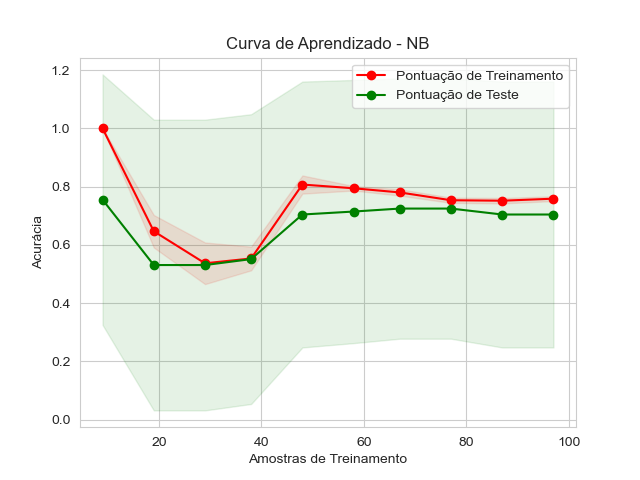 Curva de Aprendizado - NB
Pontuação de Treinamento
Pontuação de Teste
Acurácia
1.2
1.0
0.8
0.6
0.4
0.2
0.0
20 40 60 80 100
Amostras de Treinamento